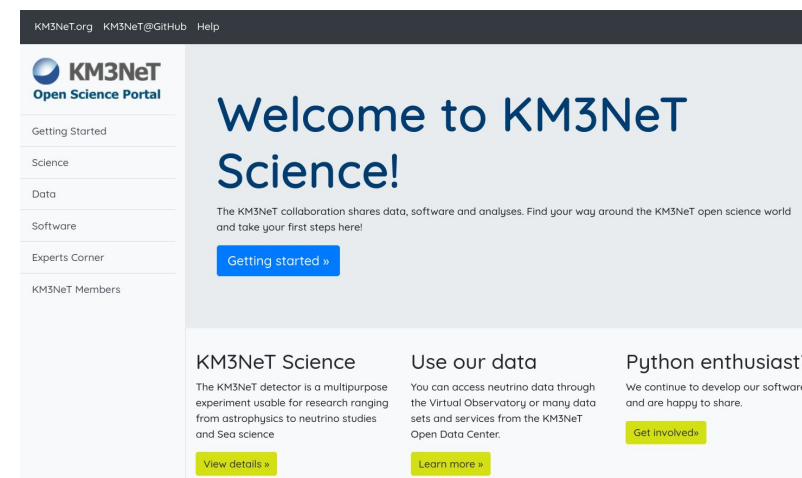 KM3NeT.org KM3NeT@GitHub Help
KM3NeT
Open Science Portal
Getting Started
Science
Data
Software
Experts Corner
KM3NeT Members
Welcome to KM3NeT
Science!
The KM3NeT collaboration shares data, software and analyses. Find your way around the KM3NeT open science world
and take your first steps here!
Getting started »
KM3NeT Science
The KM3NeT detector is a multipurpose
experiment usable for research ranging
from astrophysics to neutrino studies
and Sea science
View details »
Use our data
You can access neutrino data through
the Virtual Observatory or many data
sets and services from the KM3NeT
Open Data Center.
Learn more »
Python enthusiast?
We continue to develop our software
and are happy to share.
Get involved»